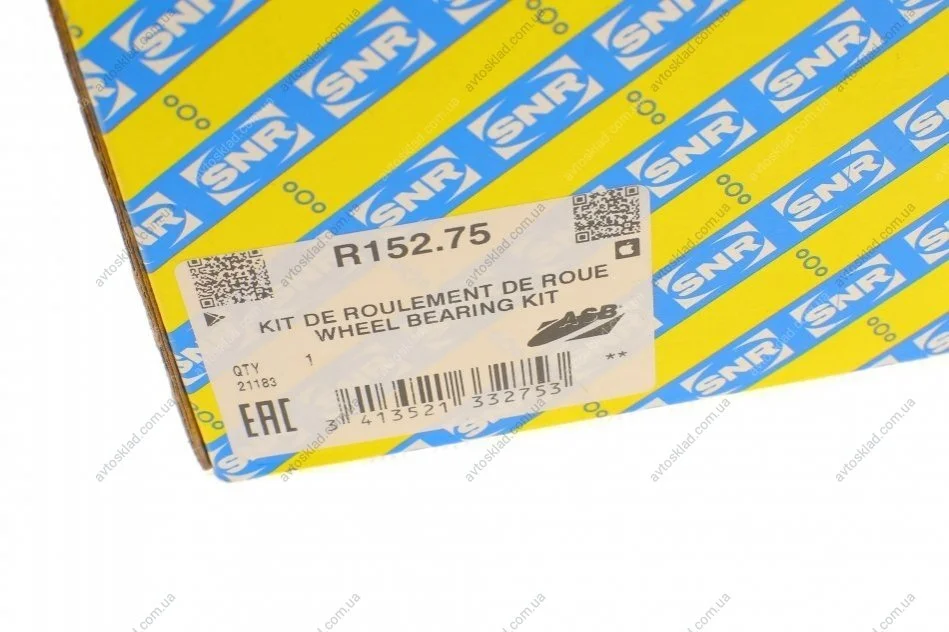 SNR
R152.75
KIT DE ROULEMENT DE ROUE
WHEEL BEARING KIT
ASB
QTY 1
21183
**
EAC
3 413521 332753
avtosklad.com.ua